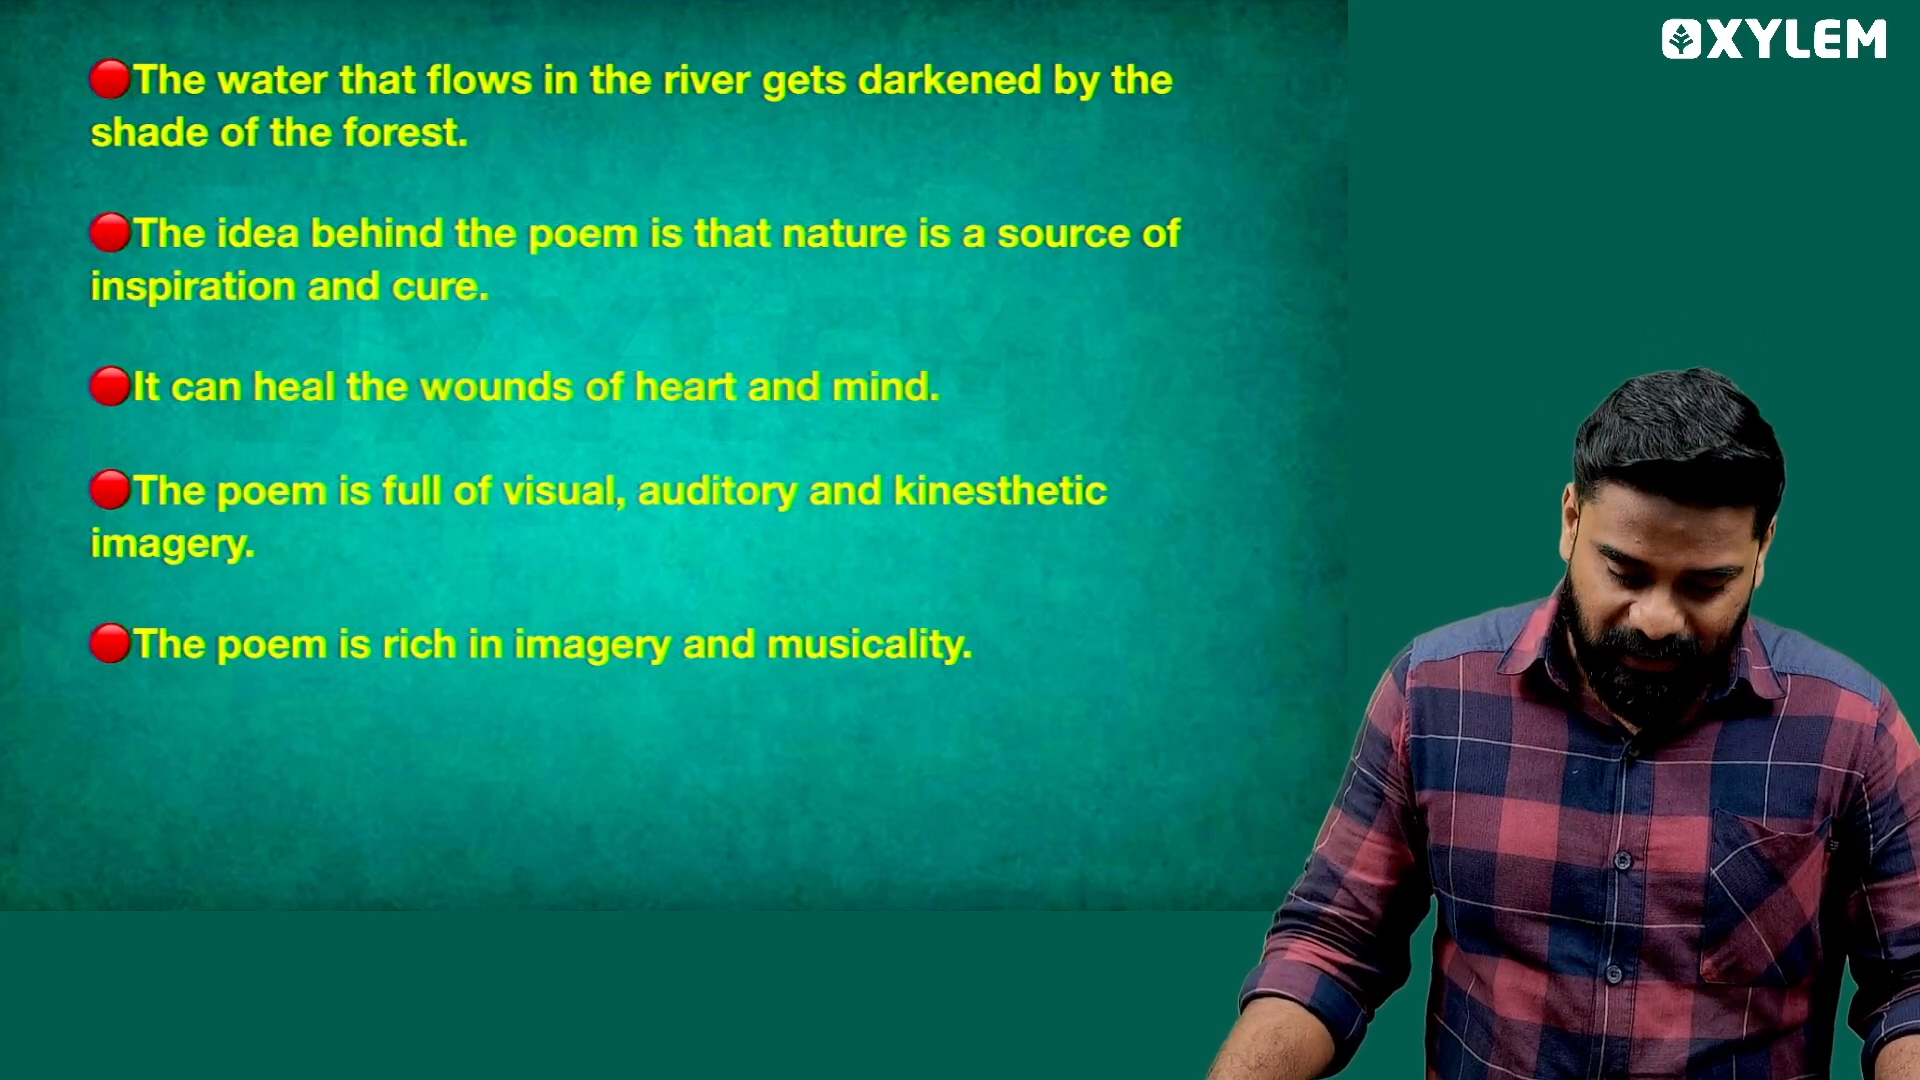 XYLEM
🔴The water that flows in the river gets darkened by the
shade of the forest.
🔴The idea behind the poem is that nature is a source of
inspiration and cure.
🔴It can heal the wounds of heart and mind.
🔴The poem is full of visual, auditory and kinesthetic
imagery.
🔴The poem is rich in imagery and musicality.